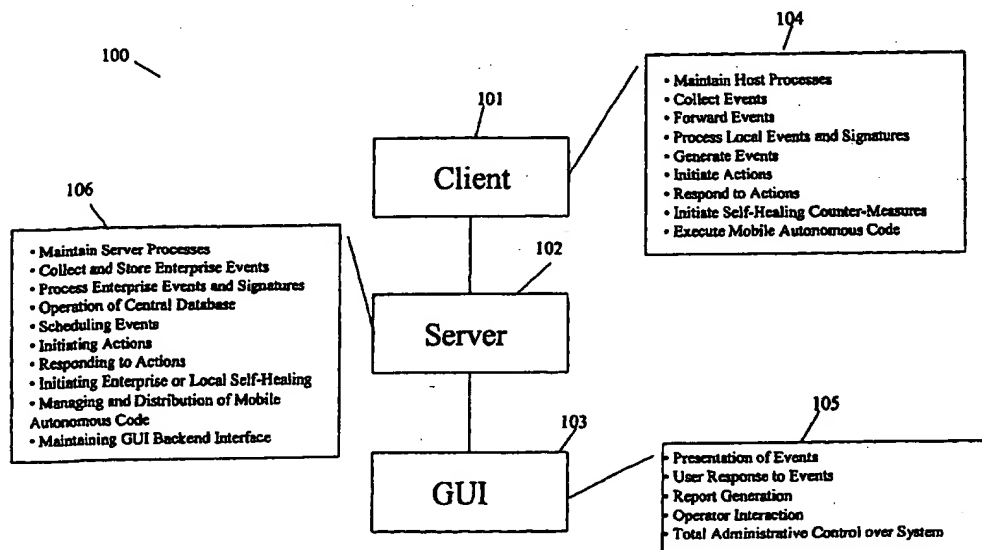 100
104
• Maintain Host Processes
• Collect Events
• Forward Events
• Process Local Events and Signatures
• Generate Events
• Initiate Actions
• Respond to Actions
• Initiate Self-Healing Counter-Measures
• Execute Mobile Autonomous Code
101
Client
106
• Maintain Server Processes
• Collect and Store Enterprise Events
• Process Enterprise Events and Signatures
• Operation of Central Database
• Scheduling Events
• Initiating Actions
• Responding to Actions
• Initiating Enterprise or Local Self-Healing
• Managing and Distribution of Mobile
Autonomous Code
• Maintaining GUI Backend Interface
102
Server
103
GUI
105
• Presentation of Events
• User Response to Events
• Report Generation
• Operator Interaction
• Total Administrative Control over System